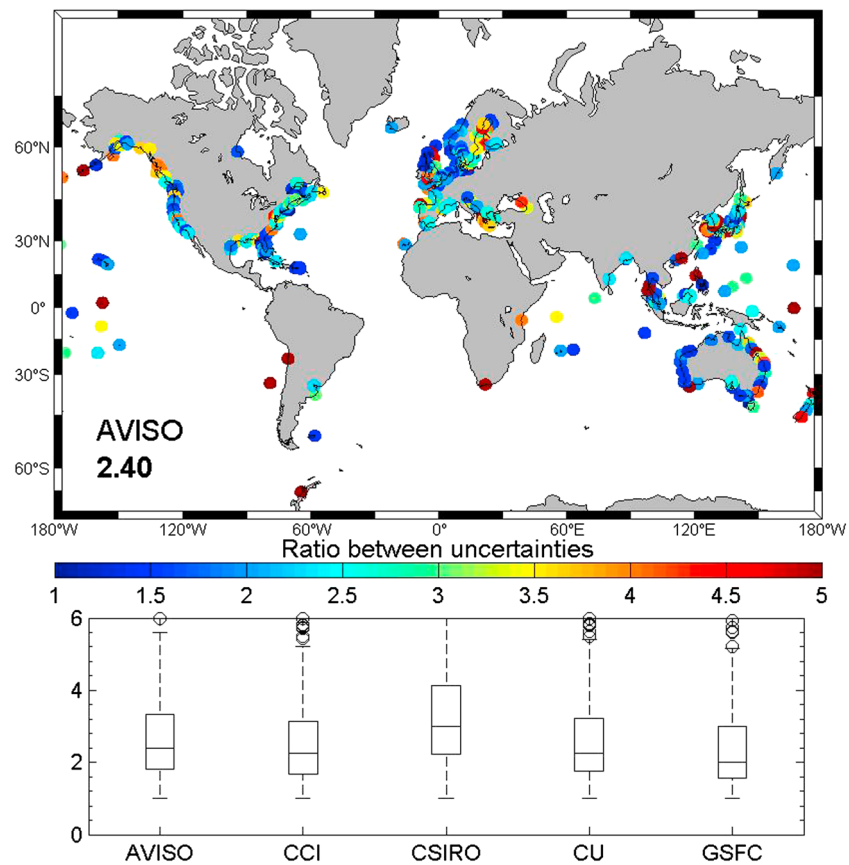 60°N
30°N
0°
30°S
60°S
AVISO
2.40
180°W 120°W 60°W 0° 60°E 120°E 180°W
Ratio between uncertainties
1 1.5 2 2.5 3 3.5 4 4.5 5
6
4
2
0
AVISO CCI CSIRO CU GSFC